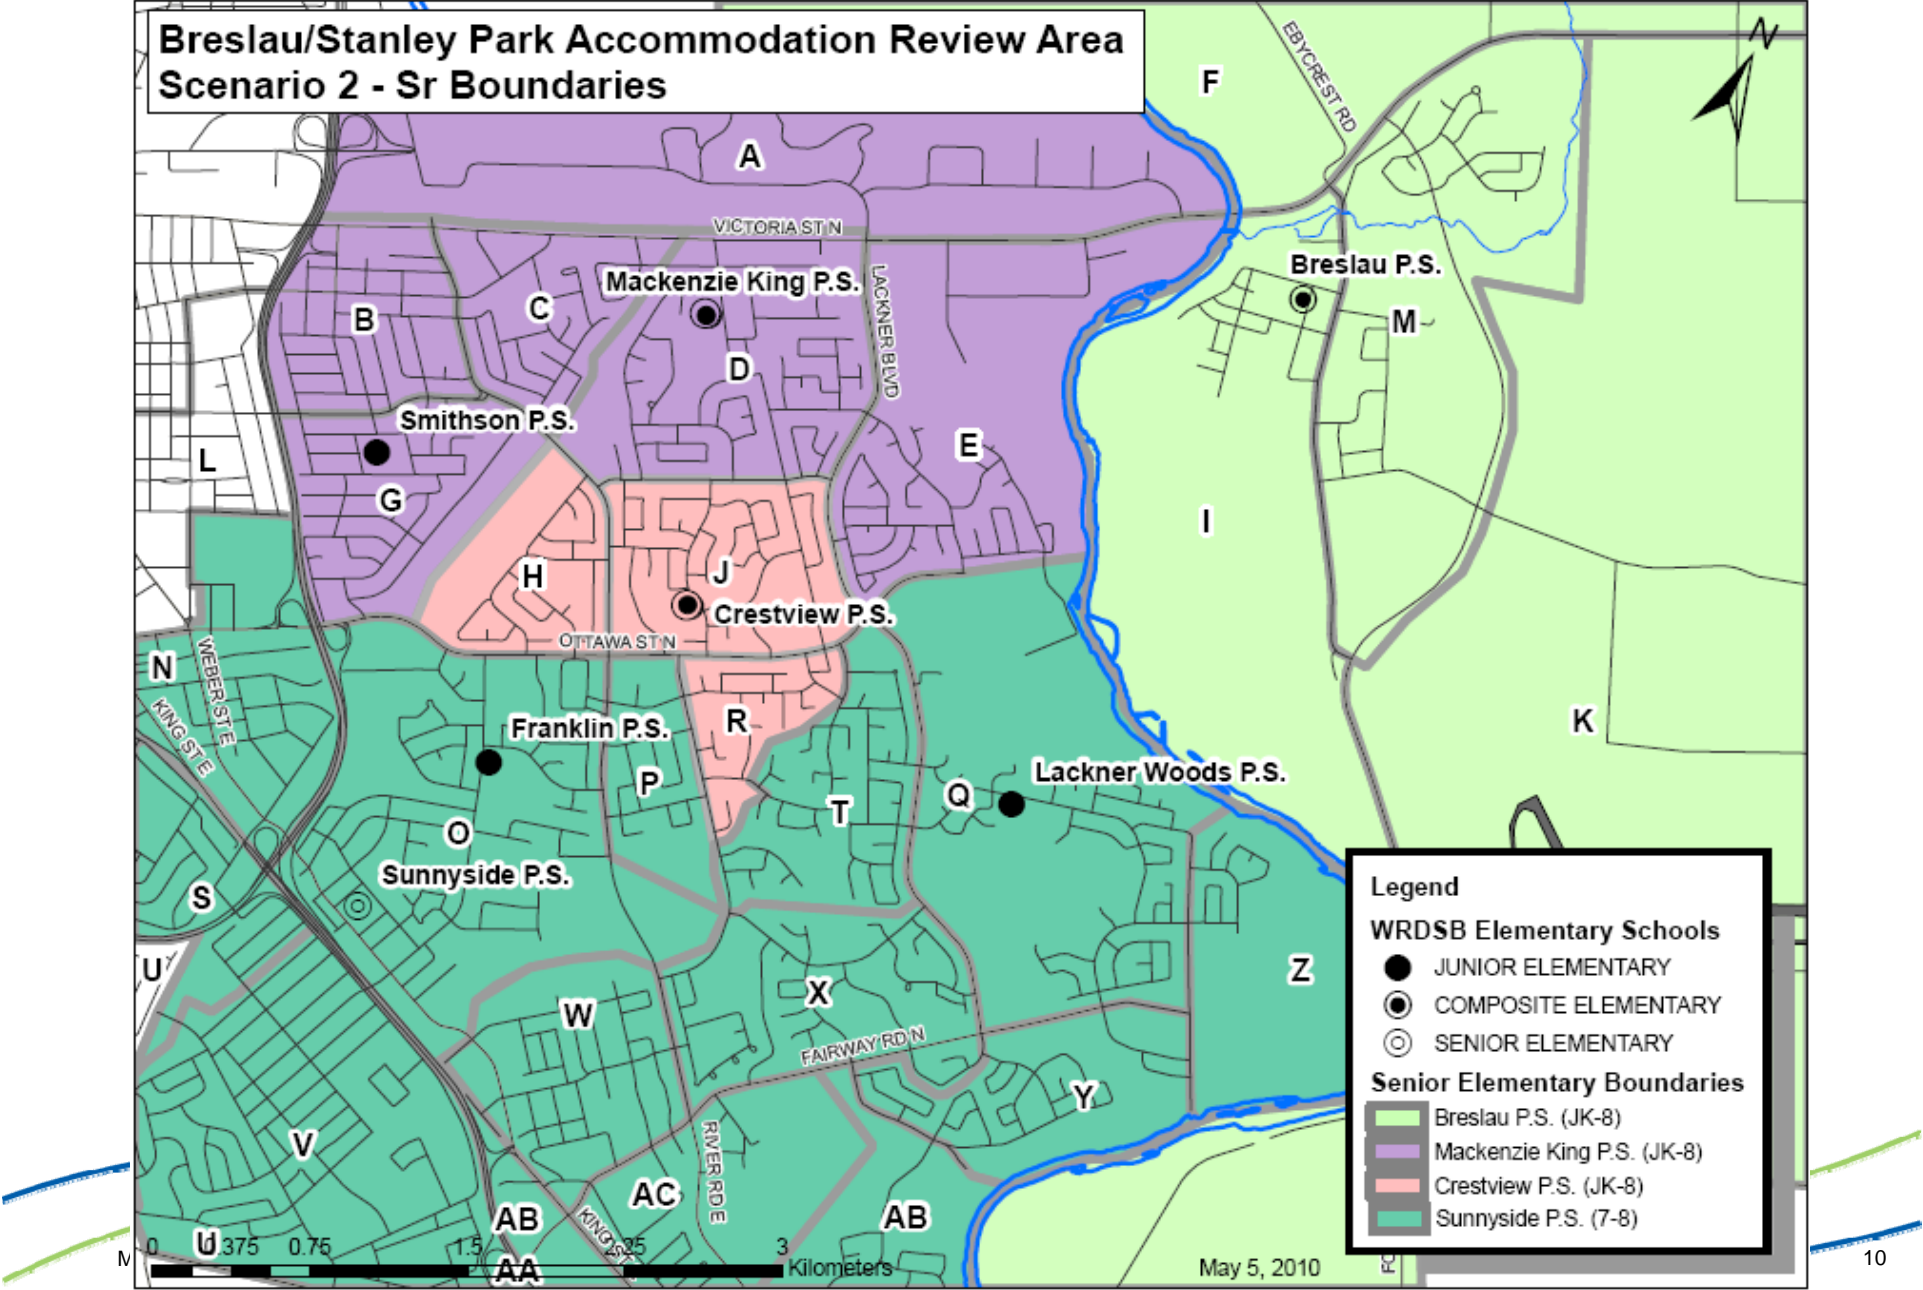 Breslau/Stanley Park Accommodation Review Area
Scenario 2 - Sr Boundaries
N
F
EBYCREST RD
A
VICTORIA ST N
Breslau P.S.
Mackenzie King P.S.
LACKNER BLVD
C
B
M
D
Smithson P.S.
E
L
G
I
H
J
Crestview P.S.
OTTAWA ST N
N
WEBER ST E
KING ST E
R
K
Franklin P.S.
P
Lackner Woods P.S.
Q
T
O
Sunnyside P.S.
S
U
Z
X
W
FAIRWAY RD N
Y
V
RIVER RD E
AC
AB
AB
KING ST E
U
AA
Legend
WRDSB Elementary Schools
JUNIOR ELEMENTARY
COMPOSITE ELEMENTARY
SENIOR ELEMENTARY
Senior Elementary Boundaries
Breslau P.S. (JK-8)
Mackenzie King P.S. (JK-8)
Crestview P.S. (JK-8)
Sunnyside P.S. (7-8)
0 0.375 0.75 1.5 2.25 3
Kilometers
May 5, 2010
10